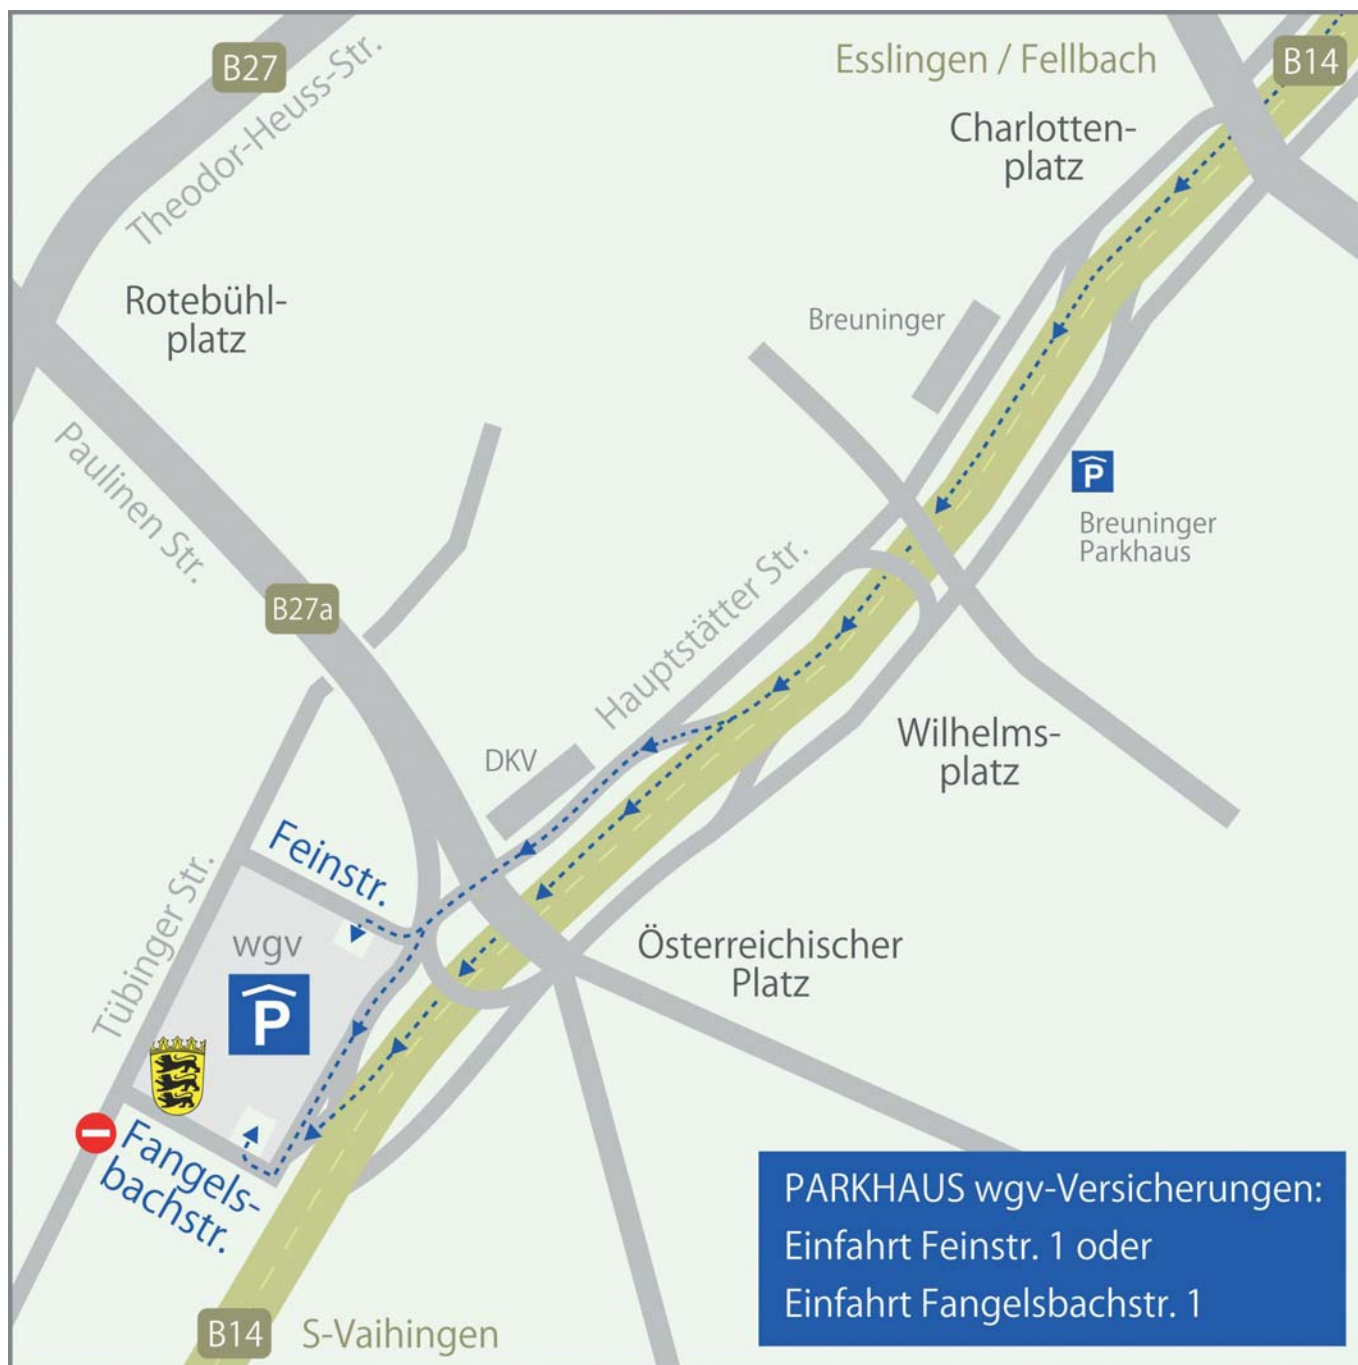 B27
Theodor-Heuss-Str.
Esslingen / Fellbach
B14
Charlotten-
platz
Rotebühl-
platz
Breuninger
Paulinen Str.
P
Breuninger
Parkhaus
B27a
Hauptstätter Str.
Wilhelms-
platz
DKV
Feinstr.
Tübinger Str.
wgv
P
Österreichischer
Platz
Fangels-
bachstr.
PARKHAUS wgv-Versicherungen:
Einfahrt Feinstr. 1 oder
Einfahrt Fangelsbachstr. 1
B14
S-Vaihingen